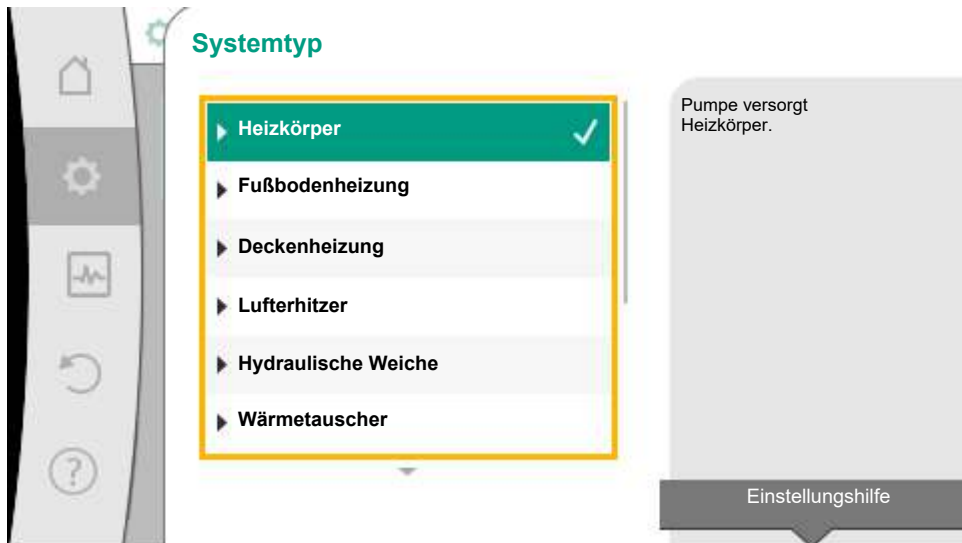 Systemtyp
Heizkörper
Fußbodenheizung
Deckenheizung
Lufterhitzer
Hydraulische Weiche
Wärmetauscher
Pumpe versorgt
Heizkörper.
Einstellungshilfe
?